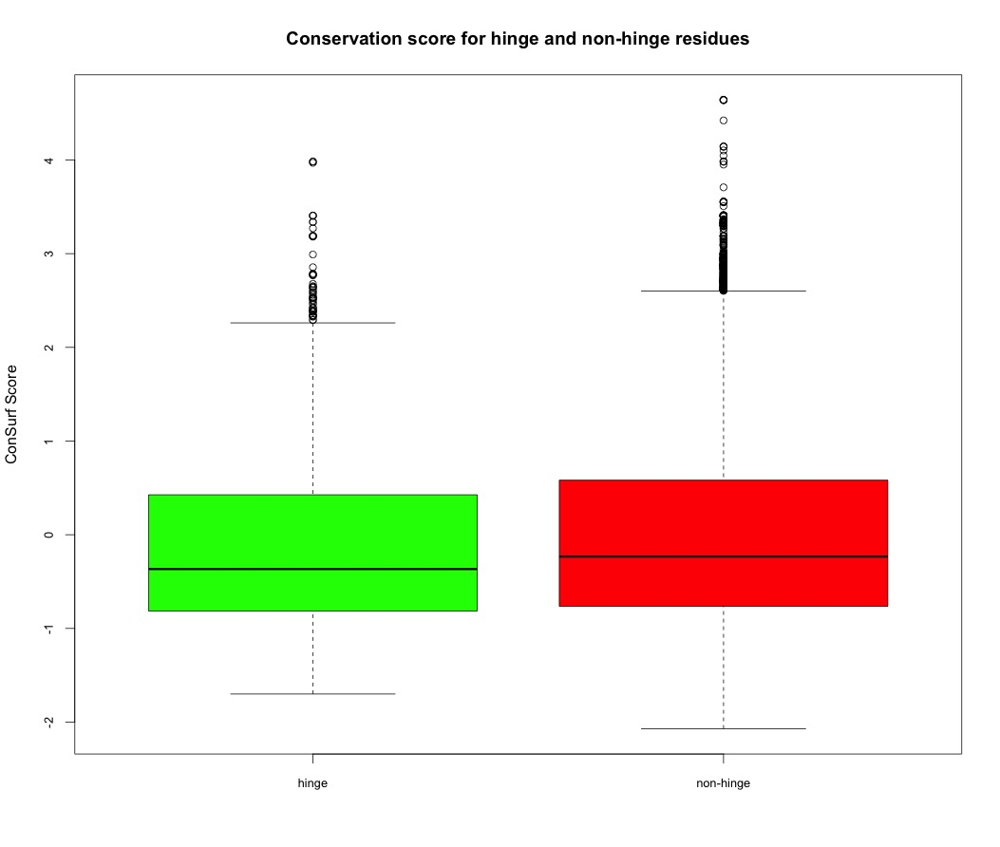 Conservation score for hinge and non-hinge residues
ConSurf Score
4
3
2
1
0
-1
-2
hinge
non-hinge